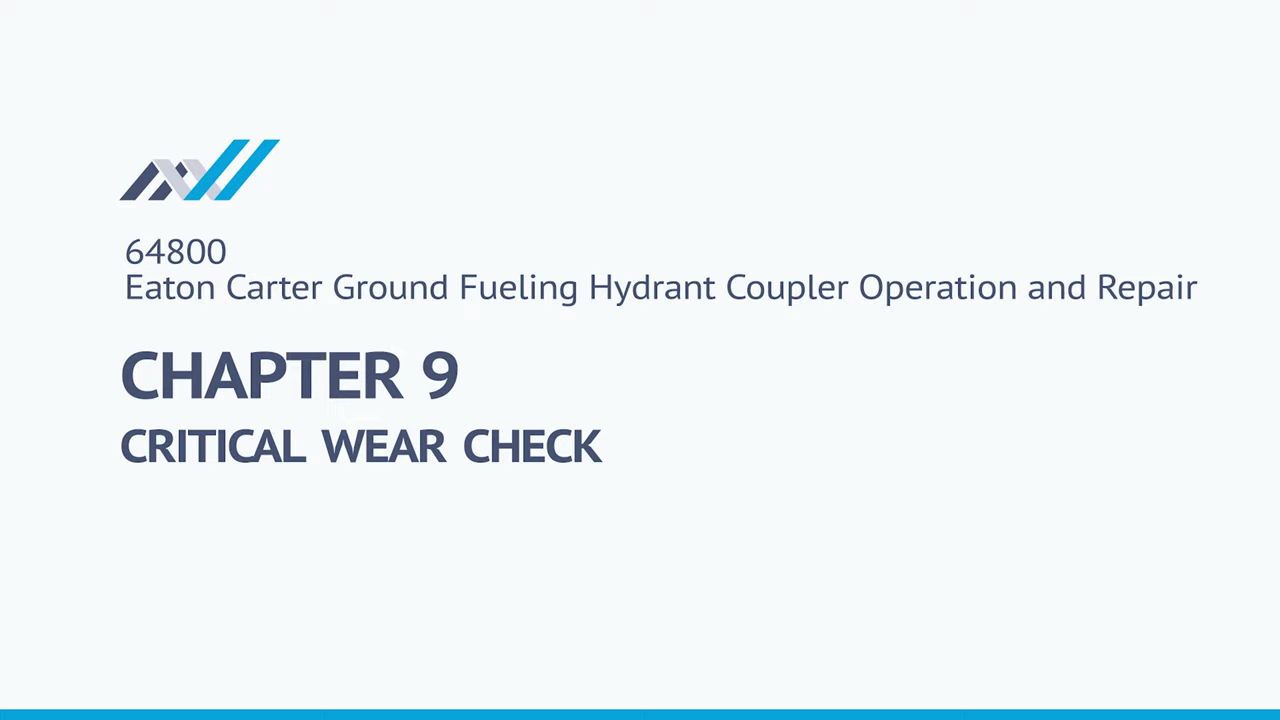 64800
Eaton Carter Ground Fueling Hydrant Coupler Operation and Repair
CHAPTER 9
CRITICAL WEAR CHECK